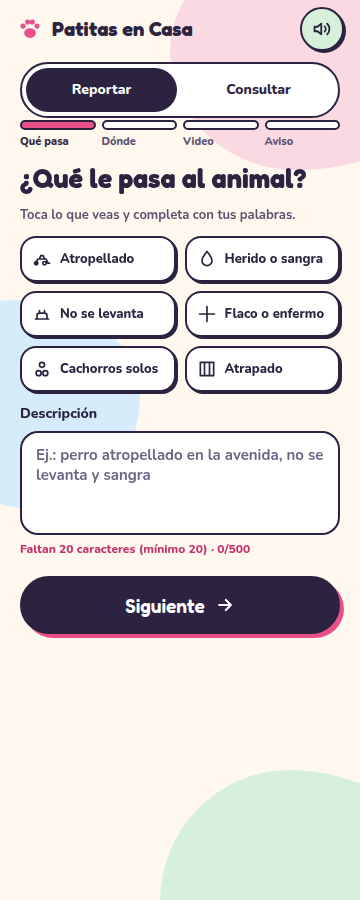 Patitas en Casa
Reportar
Consultar
Qué pasa
Dónde
Video
Aviso
¿Qué le pasa al animal?
Toca lo que veas y completa con tus palabras.
Atropellado
Herido o sangra
No se levanta
Flaco o enfermo
Cachorros solos
Atrapado
Descripción
Ej.: perro atropellado en la avenida, no se
levanta y sangra
Faltan 20 caracteres (mínimo 20) · 0/500
Siguiente →